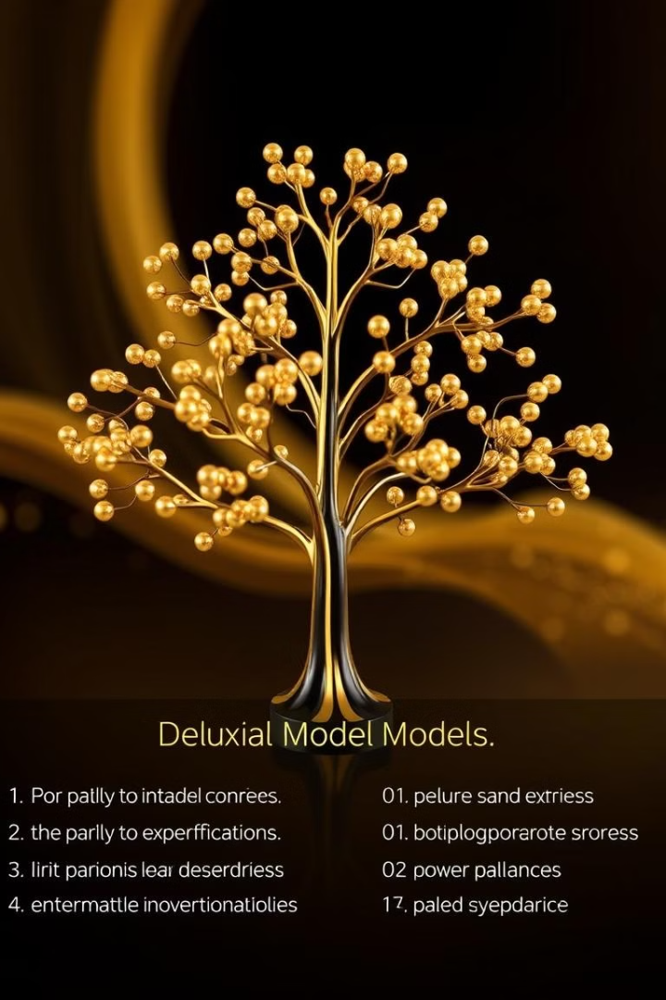 Deluxial Model Models.
1. Por patlly to intadel conrees.
2. the parlly to experffications.
3. lirit parionis lear deserdriess
4. entermattle inovertionatiolies
01. pelure sand extriess
01. botiplogporarote sroress
02 power pallances
17. paled syepdarice